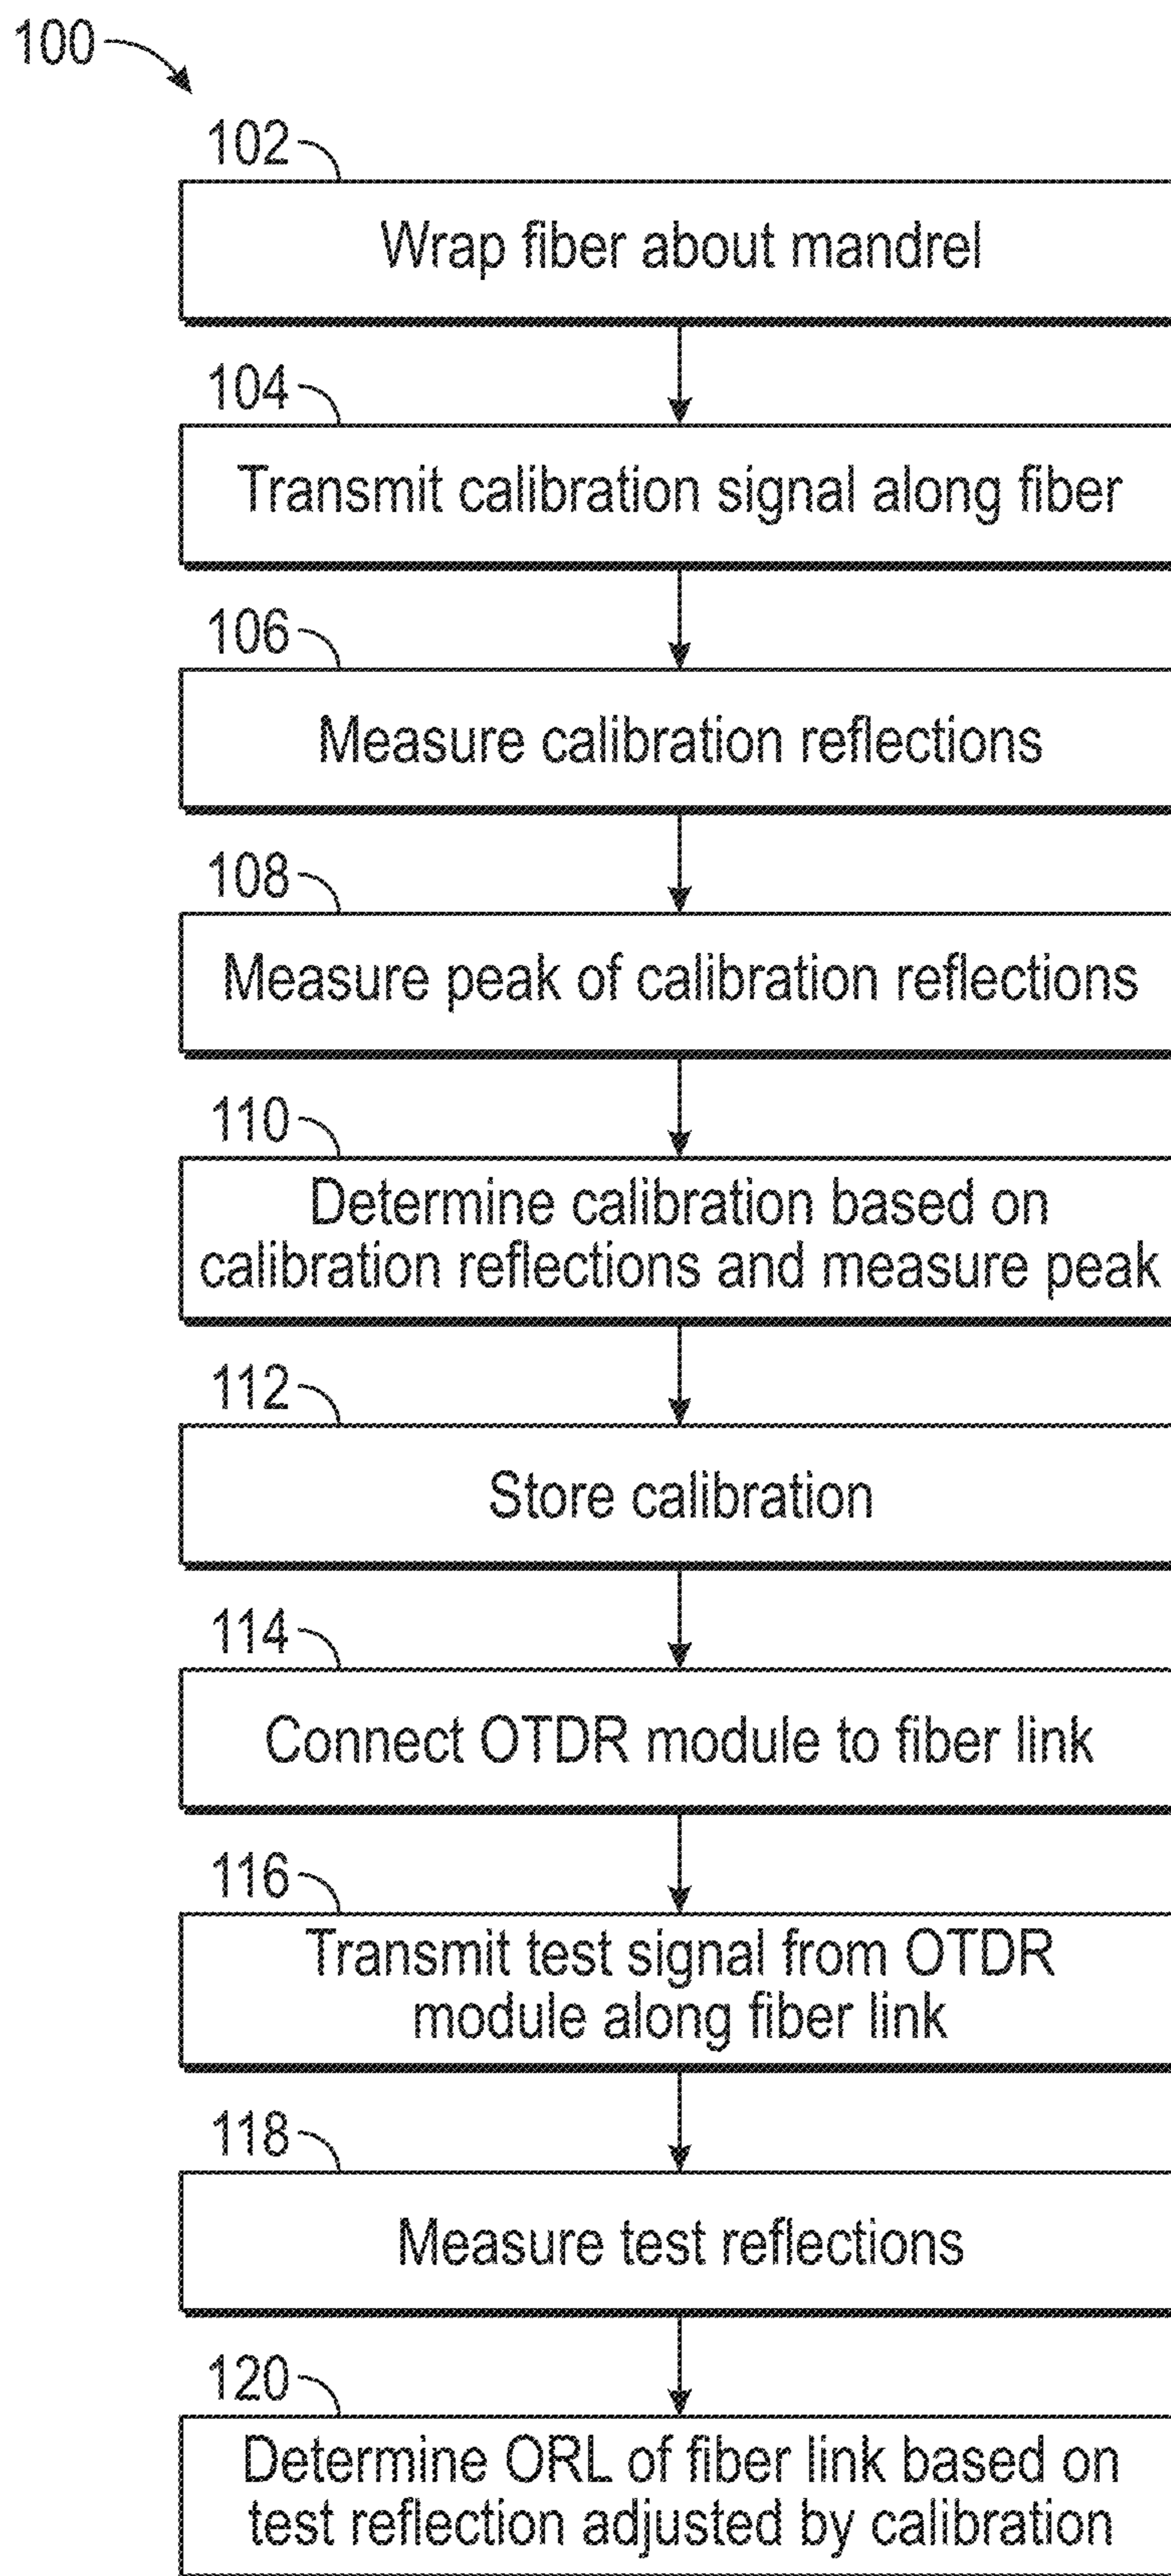 100
102
Wrap fiber about mandrel
104
Transmit calibration signal along fiber
106
Measure calibration reflections
108
Measure peak of calibration reflections
110
Determine calibration based on
calibration reflections and measure peak
112
Store calibration
114
Connect OTDR module to fiber link
116
Transmit test signal from OTDR
module along fiber link
118
Measure test reflections
120
Determine ORL of fiber link based on
test reflection adjusted by calibration